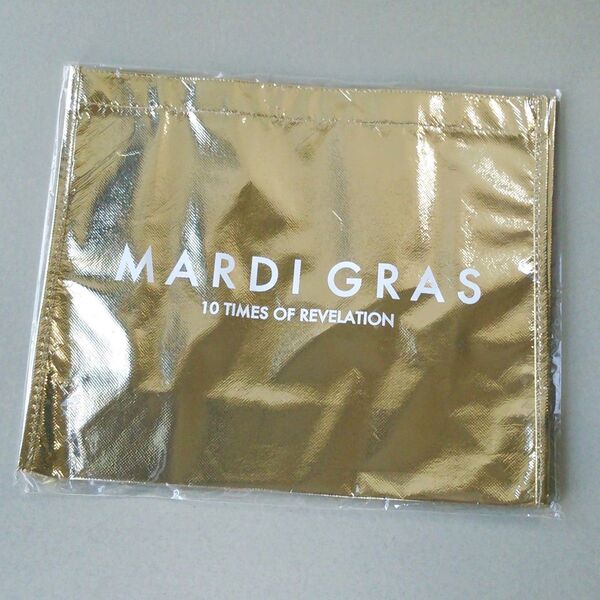 MARDI GRAS
10 TIMES OF REVELATION